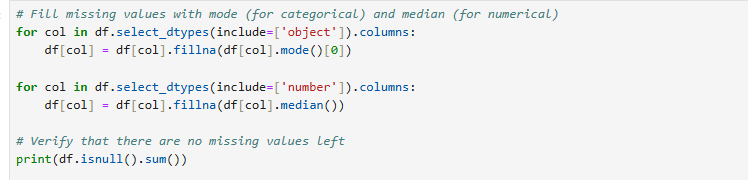 # Fill missing values with mode (for categorical) and median (for numerical)
for col in df.select_dtypes(include=['object']).columns:
    df[col] = df[col].fillna(df[col].mode()[0])

for col in df.select_dtypes(include=['number']).columns:
    df[col] = df[col].fillna(df[col].median())

# Verify that there are no missing values left
print(df.isnull().sum())